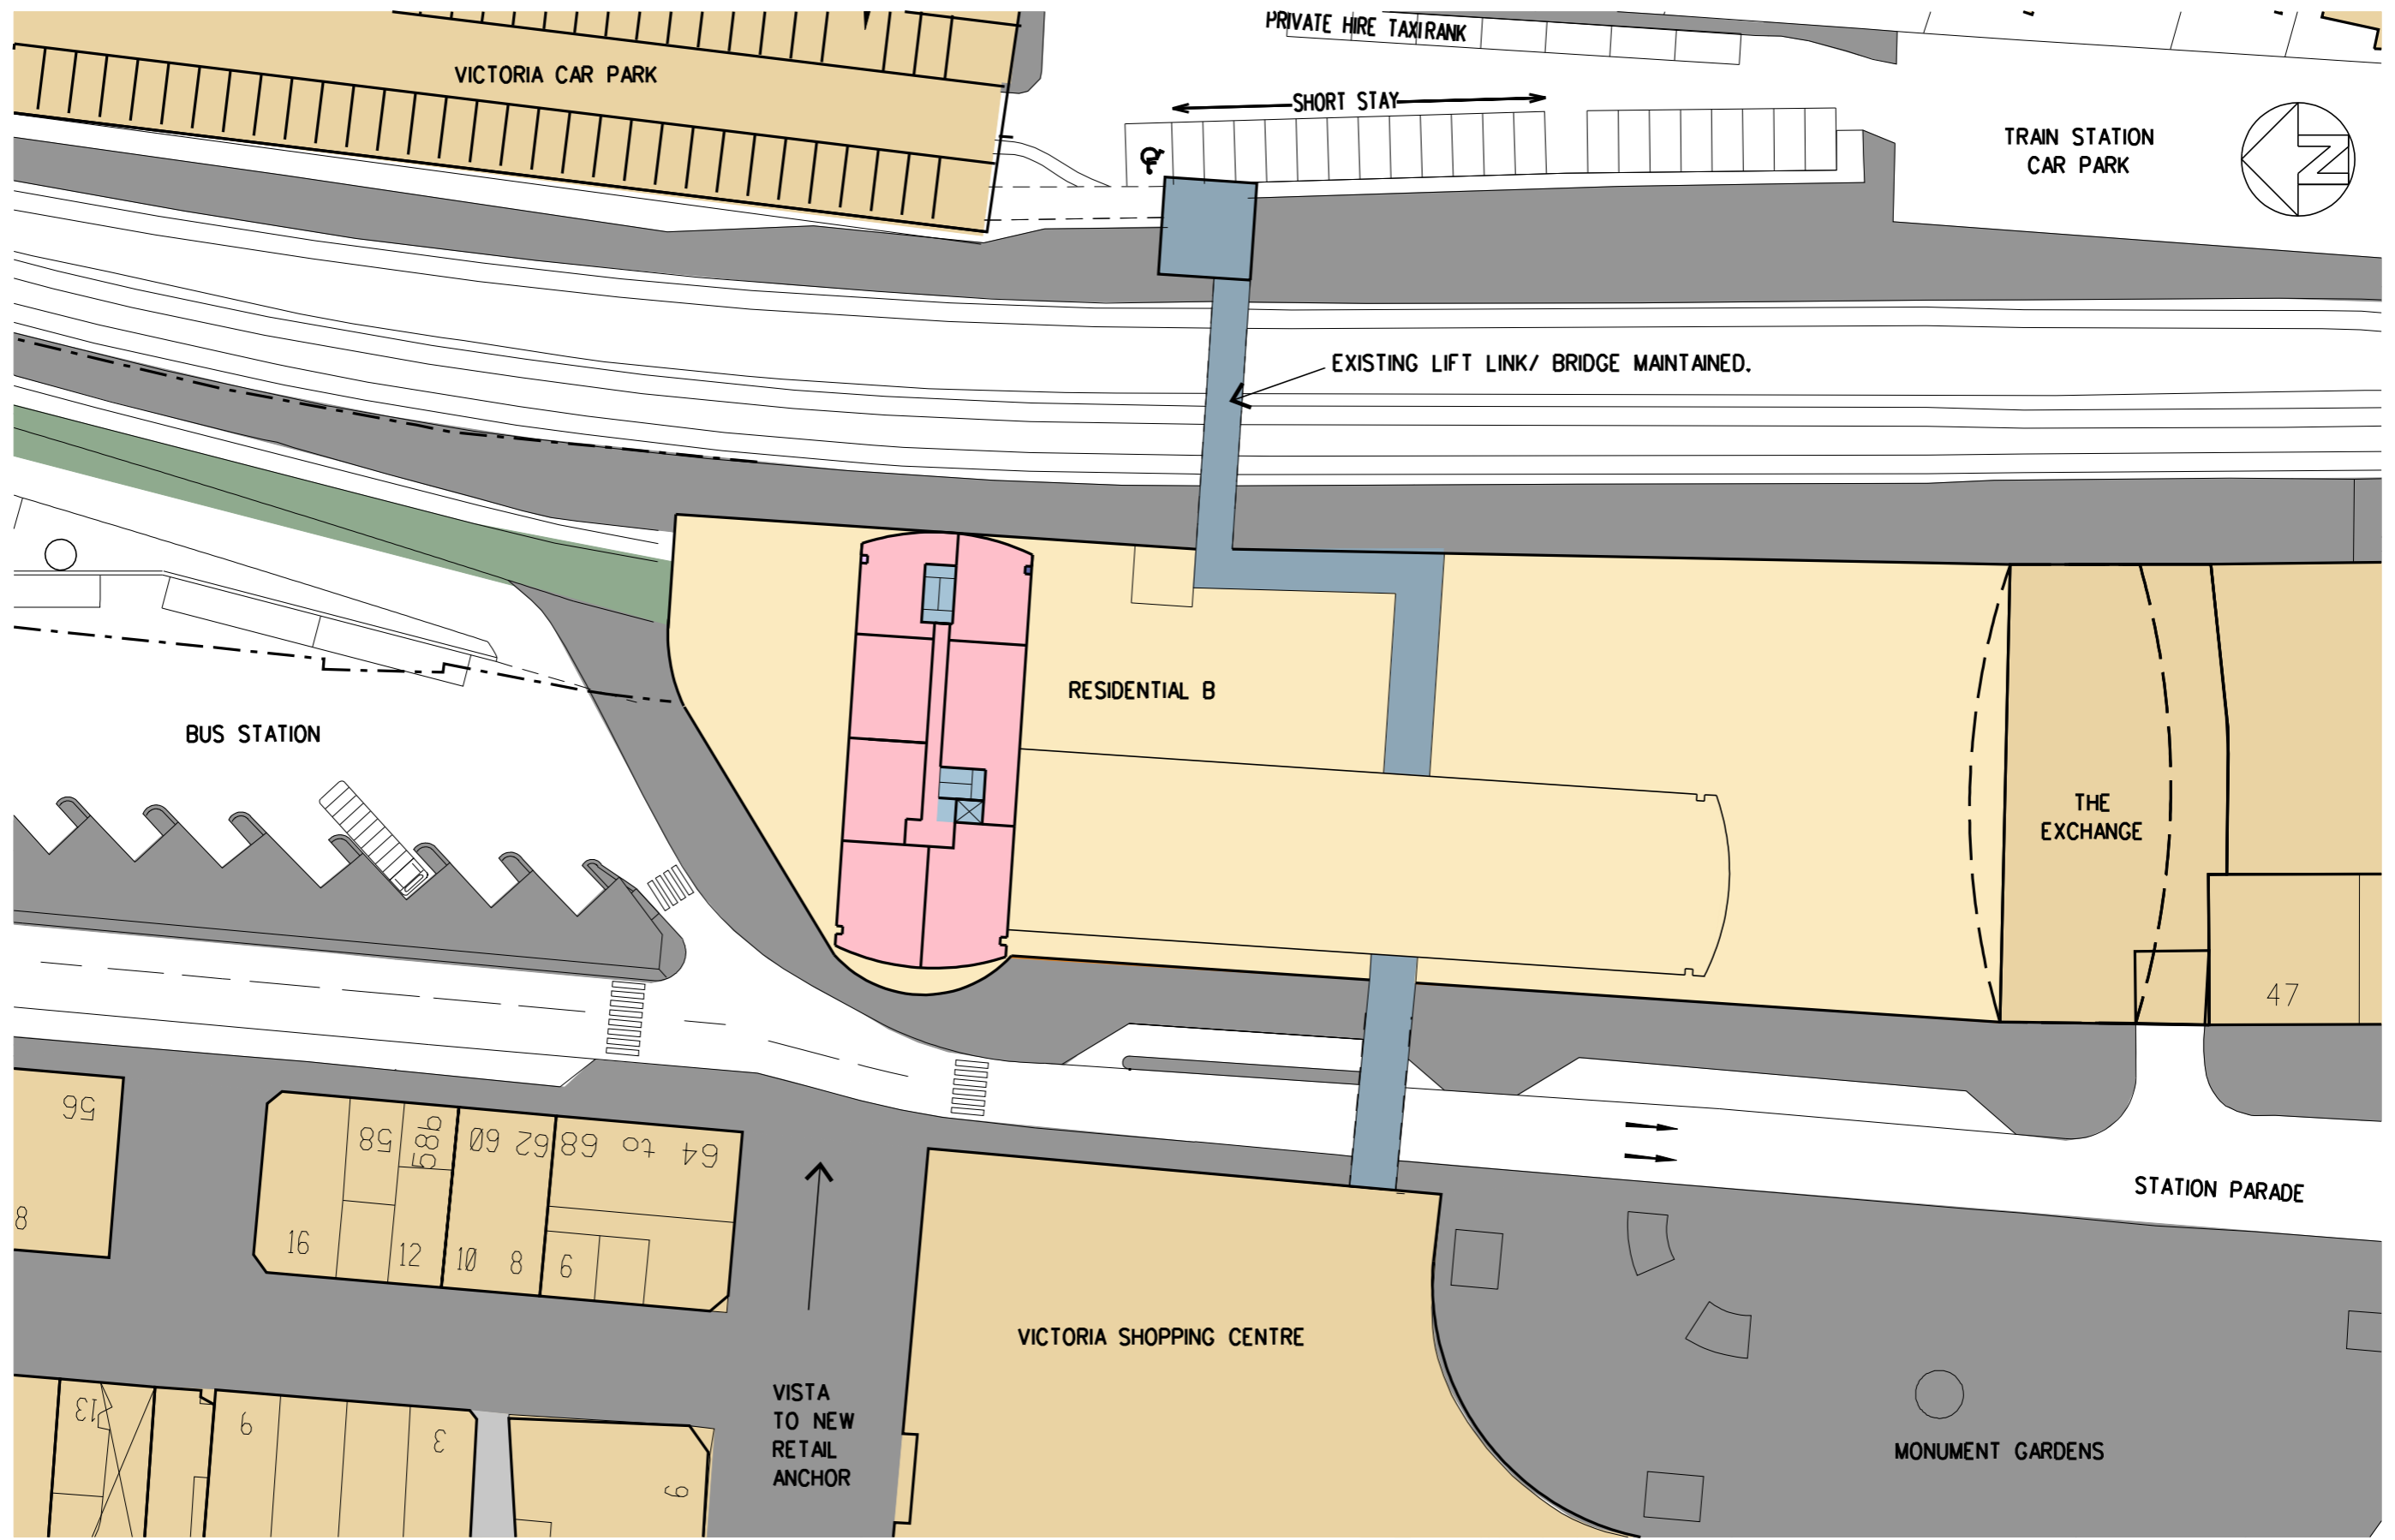 PRIVATE HIRE TAXI RANK
VICTORIA CAR PARK
SHORT STAY
TRAIN STATION
CAR PARK
N
EXISTING LIFT LINK/ BRIDGE MAINTAINED.
RESIDENTIAL B
BUS STATION
THE
EXCHANGE
47
56
58
58b
60
62
68
to
64
8
16
12
10
8
6
STATION PARADE
VICTORIA SHOPPING CENTRE
VISTA
TO NEW
RETAIL
ANCHOR
13
9
3
9
MONUMENT GARDENS